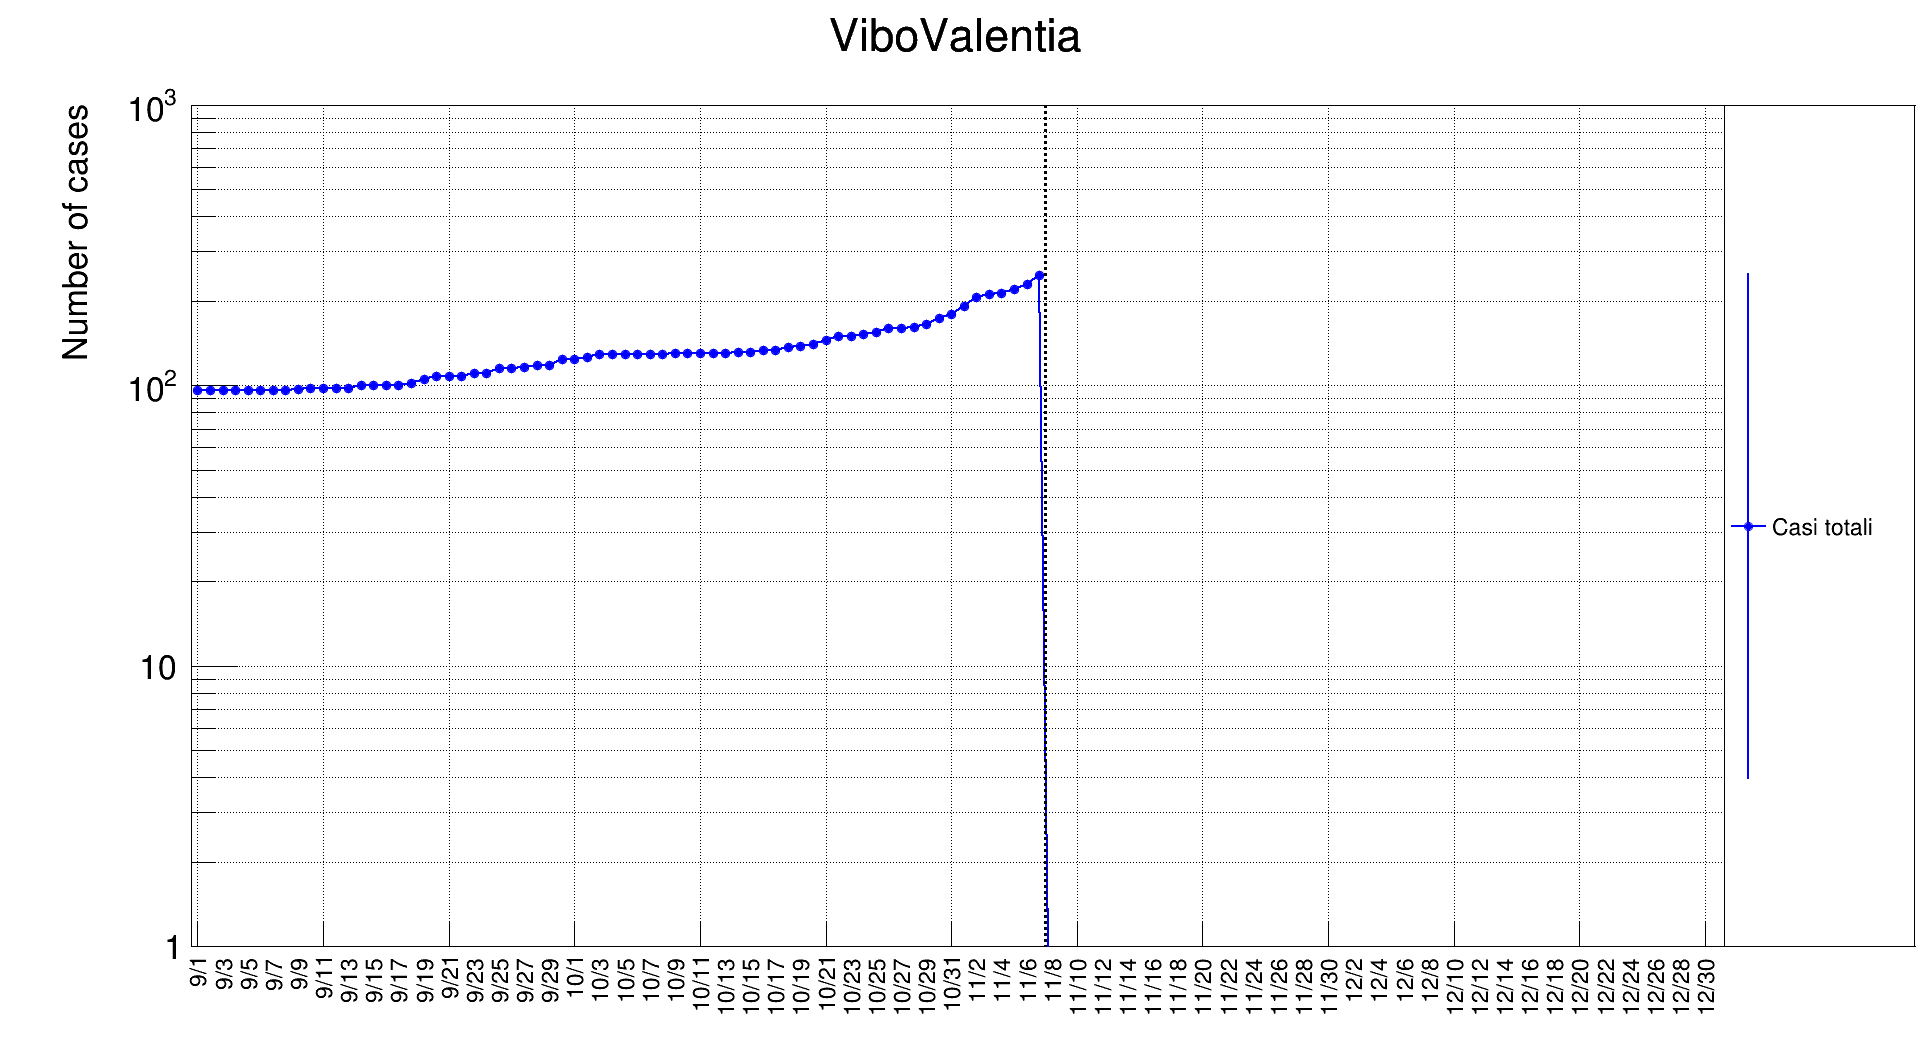 ViboValentia
Number of cases
10³
10²
10
1
9/1 9/3 9/5 9/7 9/9 9/11 9/13 9/15 9/17 9/19 9/21 9/23 9/25 9/27 9/29 10/1 10/3 10/5 10/7 10/9 10/11 10/13 10/15 10/17 10/19 10/21 10/23 10/25 10/27 10/29 10/31 11/2 11/4 11/6 11/8 11/10 11/12 11/14 11/16 11/18 11/20 11/22 11/24 11/26 11/28 11/30 12/2 12/4 12/6 12/8 12/10 12/12 12/14 12/16 12/18 12/20 12/22 12/24 12/26 12/28 12/30
Casi totali